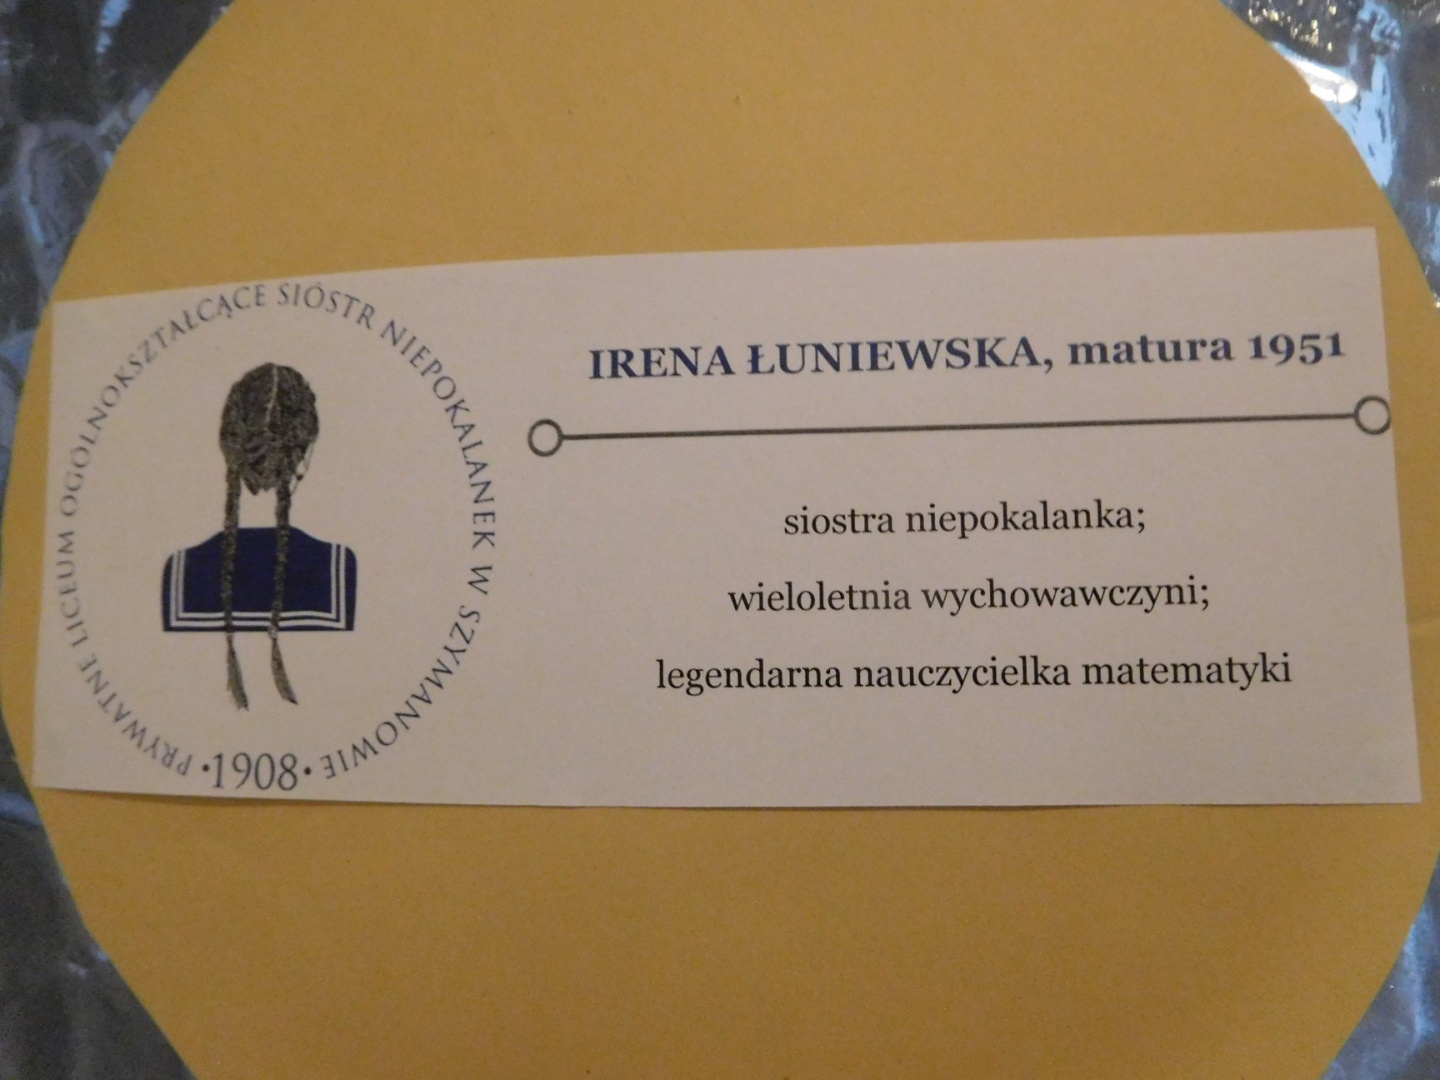 PRYWATNE LICEUM OGÓLNOKSZTAŁCĄCE SIÓSTR NIEPOKALANEK W SZYMANOWIE
·1908·
IRENA ŁUNIEWSKA, matura 1951
siostra niepokalanka;
wieloletnia wychowawczyni;
legendarna nauczycielka matematyki